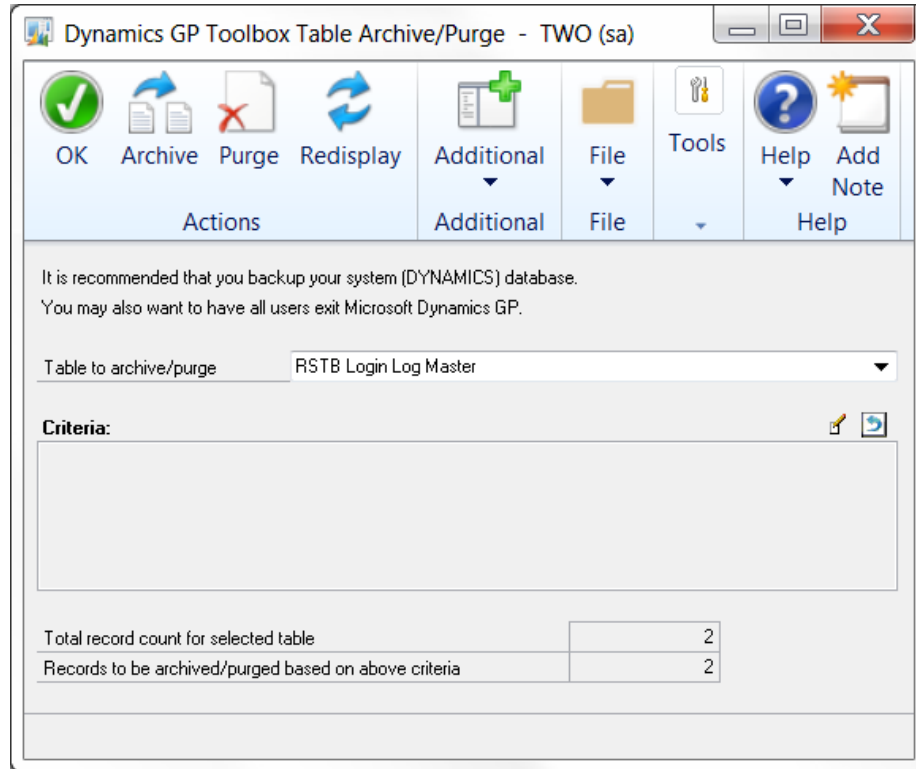 Dynamics GP Toolbox Table Archive/Purge - TWO (sa)
OK Archive Purge Redisplay Additional File Tools Help Add Note
Actions Additional File Help
It is recommended that you backup your system (DYNAMICS) database.
You may also want to have all users exit Microsoft Dynamics GP.
Table to archive/purge RSTB Login Log Master
Criteria:
Total record count for selected table 2
Records to be archived/purged based on above criteria 2